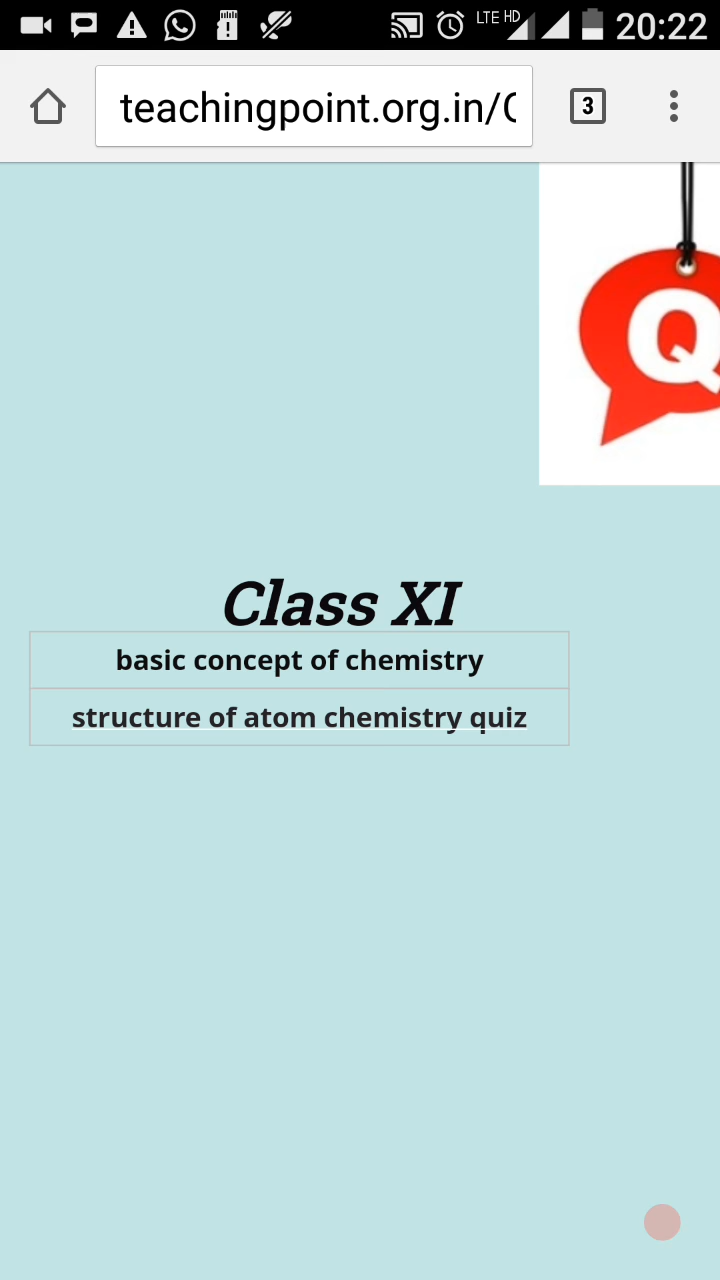 LTE HD 20:22
teachingpoint.org.in/
3
Q
Class XI
basic concept of chemistry
structure of atom chemistry quiz